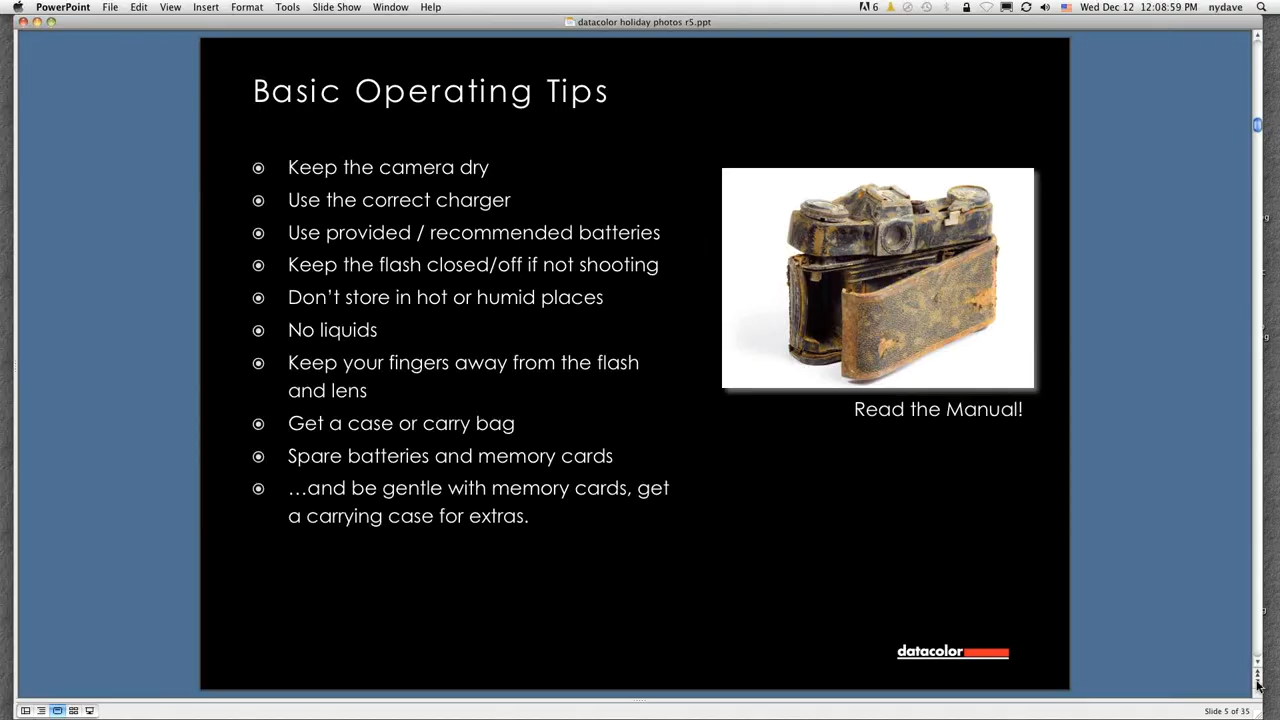 PowerPoint File Edit View Insert Format Tools Slide Show Window Help 6 Wed Dec 12 12:08:59 PM nydave
datacolor holiday photos r5.ppt
Basic Operating Tips
Keep the camera dry
Use the correct charger
Use provided / recommended batteries
Keep the flash closed/off if not shooting
Don’t store in hot or humid places
No liquids
Keep your fingers away from the flash
and lens
Get a case or carry bag
Spare batteries and memory cards
…and be gentle with memory cards, get
a carrying case for extras.
Read the Manual!
datacolor
Slide 5 of 35